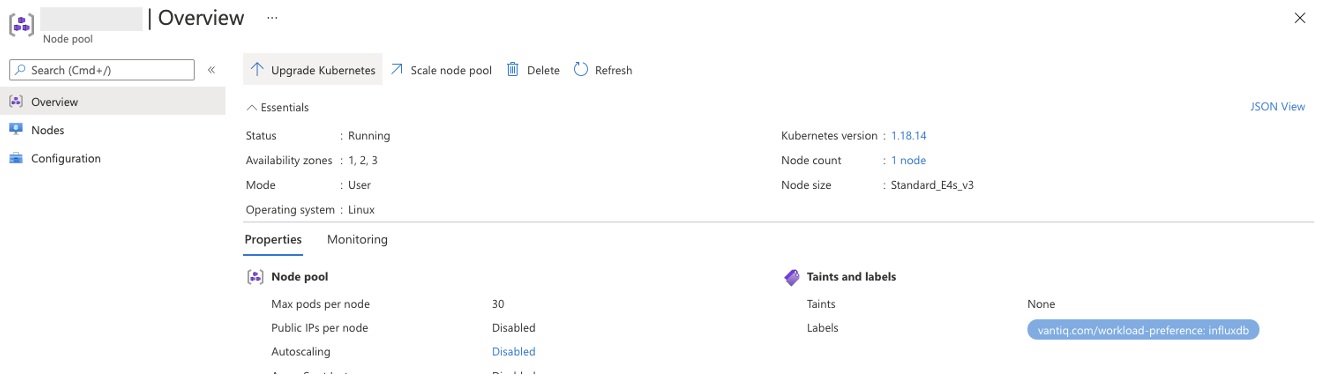 | Overview ...
Node pool
Search (Cmd+/)
«
Upgrade Kubernetes
Scale node pool
Delete
Refresh
Overview
Nodes
Configuration
Essentials
JSON View
Status : Running
Kubernetes version : 1.18.14
Availability zones : 1, 2, 3
Node count : 1 node
Mode : User
Node size : Standard_E4s_v3
Operating system : Linux
Properties
Monitoring
Node pool
Taints and labels
Max pods per node 30
Taints None
Public IPs per node Disabled
Labels vantiq.com/workload-preference: influxdb
Autoscaling Disabled